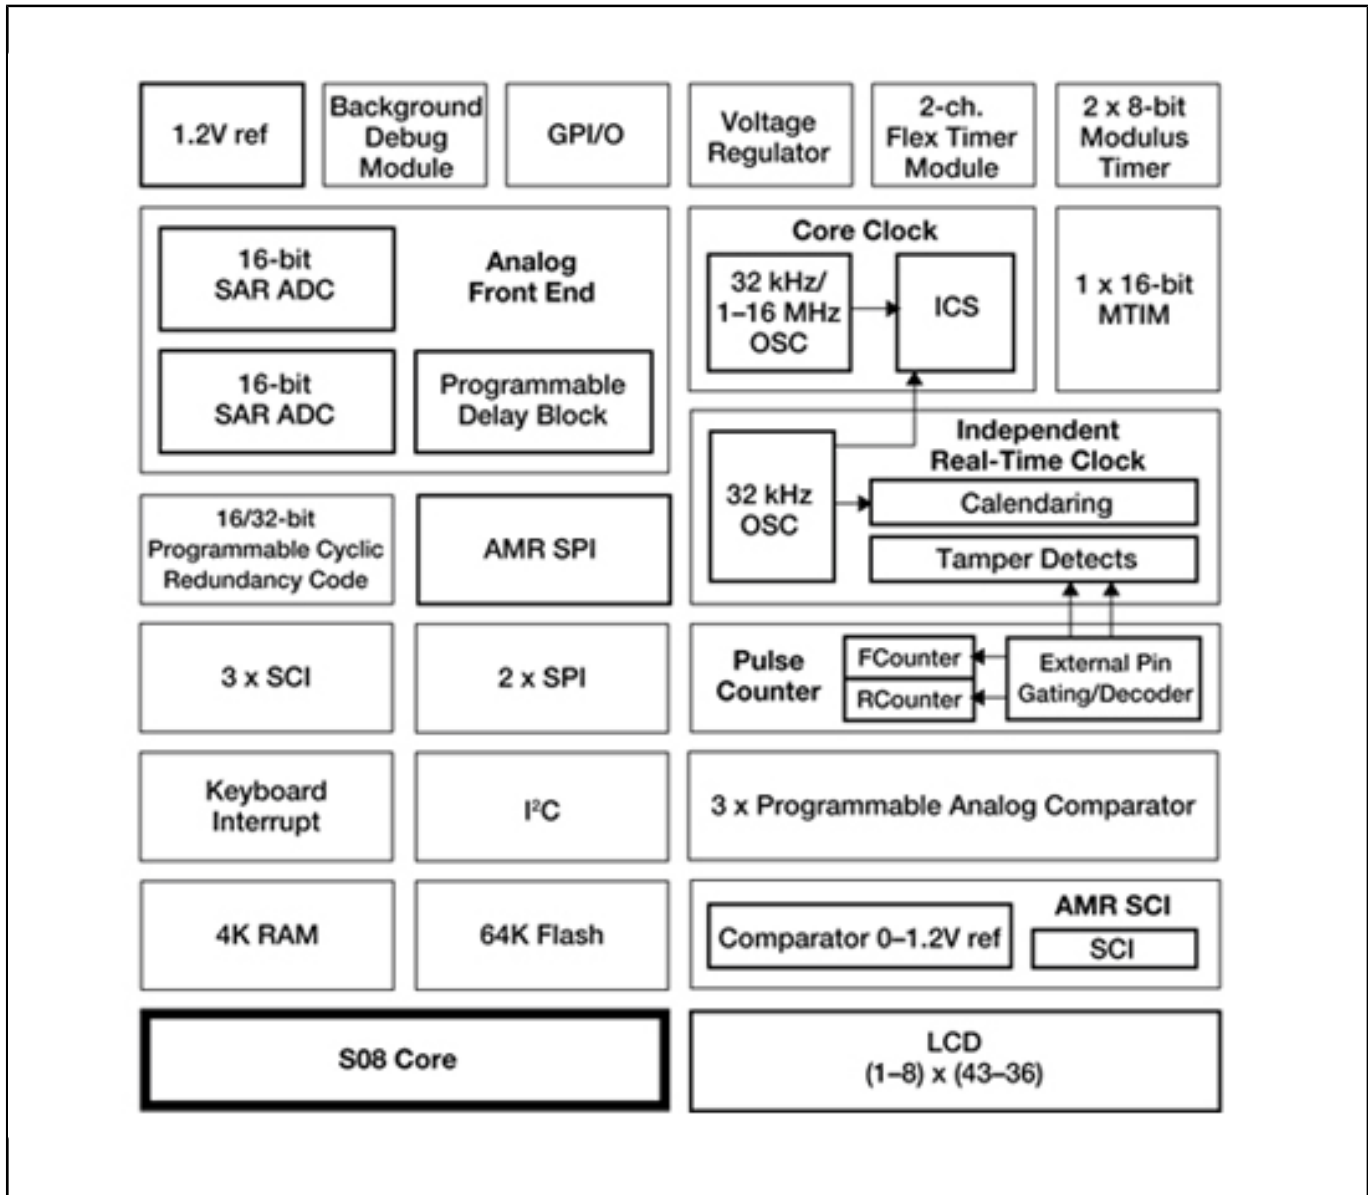 1.2V ref
Background
Debug
Module
GPI/O
Voltage
Regulator
2-ch.
Flex Timer
Module
2 x 8-bit
Modulus
Timer
16-bit
SAR ADC
Analog
Front End
16-bit
SAR ADC
Programmable
Delay Block
Core Clock
32 kHz/
1–16 MHz
OSC
ICS
1 x 16-bit
MTIM
32 kHz
OSC
Independent
Real-Time Clock
Calendaring
Tamper Detects
16/32-bit
Programmable Cyclic
Redundancy Code
AMR SPI
3 x SCI
2 x SPI
Pulse
Counter
FCounter
RCounter
External Pin
Gating/Decoder
Keyboard
Interrupt
I²C
3 x Programmable Analog Comparator
4K RAM
64K Flash
Comparator 0–1.2V ref
AMR SCI
SCI
S08 Core
LCD
(1–8) x (43–36)